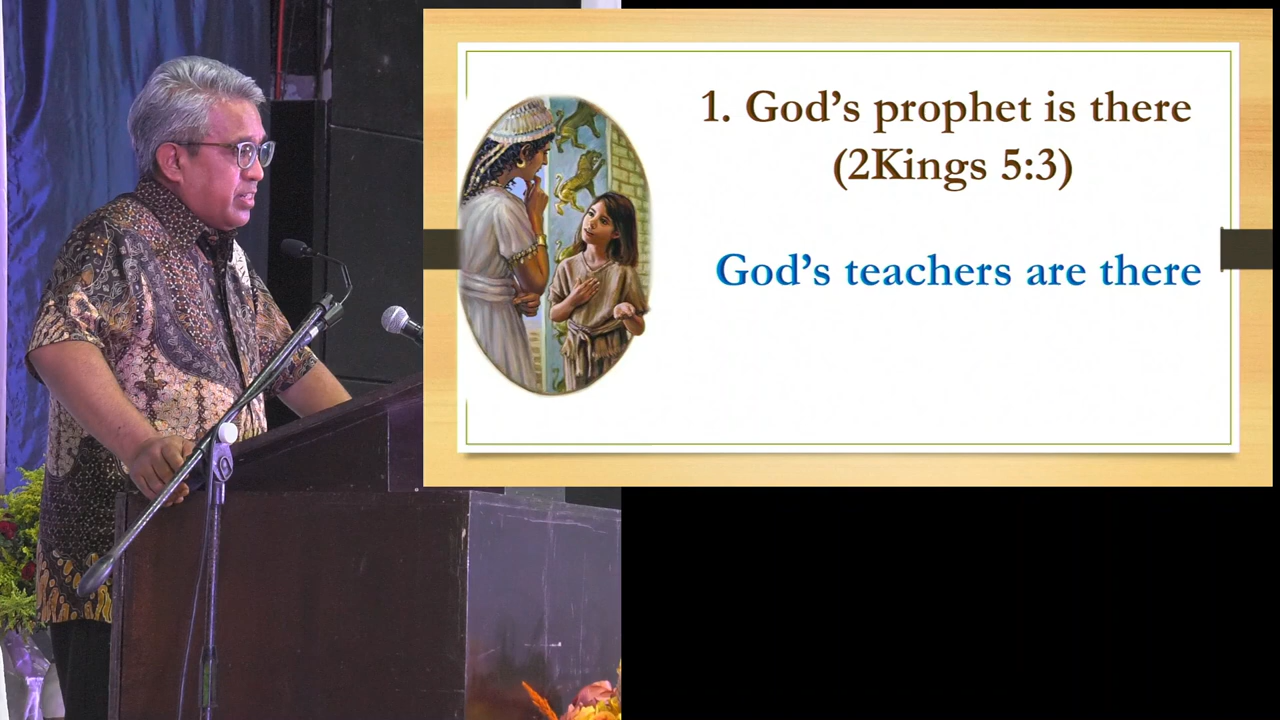 1. God’s prophet is there
(2Kings 5:3)
God’s teachers are there